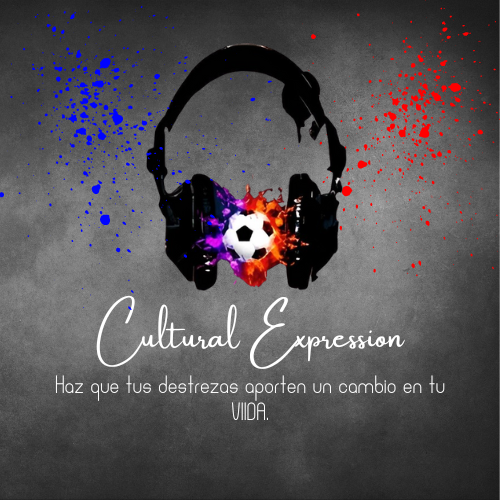 Cultural Expression
Haz que tus destrezas aporten un cambio en tu
VIIDA.